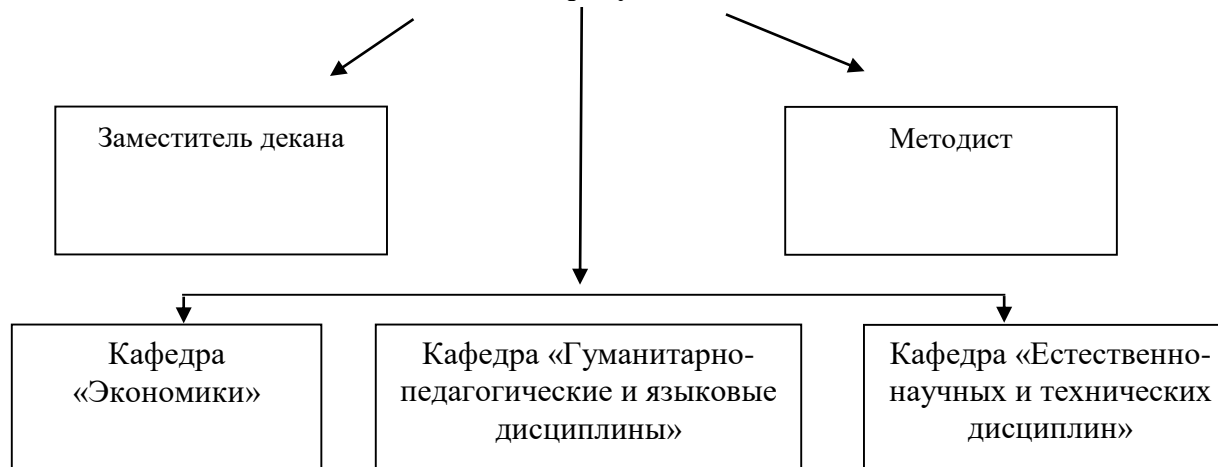 Заместитель декана
Методист
Кафедра
«Экономики»
Кафедра «Гуманитарно-
педагогические и языковые
дисциплины»
Кафедра «Естественно-
научных и технических
дисциплин»